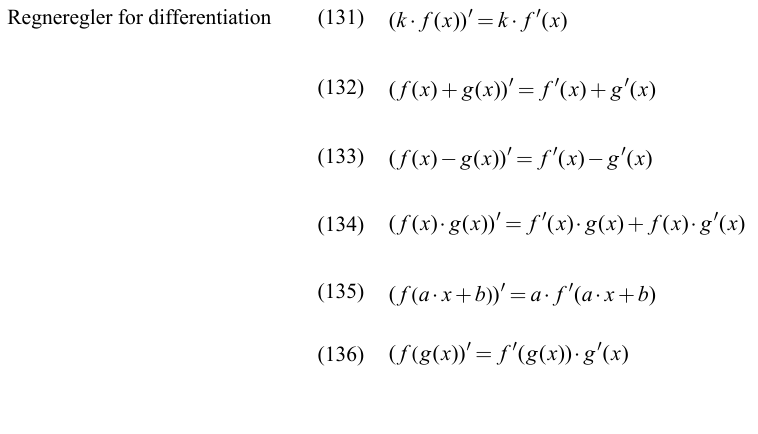 Regneregler for differentiation (131) (k · f(x))′ = k · f′(x)
(132) (f(x) + g(x))′ = f′(x) + g′(x)
(133) (f(x) − g(x))′ = f′(x) − g′(x)
(134) (f(x) · g(x))′ = f′(x) · g(x) + f(x) · g′(x)
(135) (f(a · x + b))′ = a · f′(a · x + b)
(136) (f(g(x))′ = f′(g(x)) · g′(x)